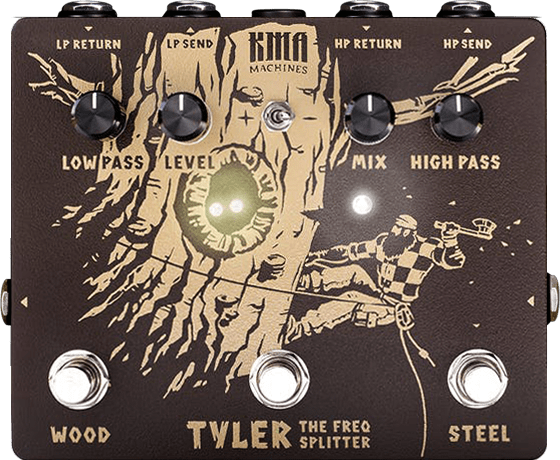 LP RETURN
LP SEND
KMA
MACHINES
HP RETURN
HP SEND
LOW PASS
LEVEL
MIX
HIGH PASS
WOOD
TYLER
THE FREQ
SPLITTER
STEEL